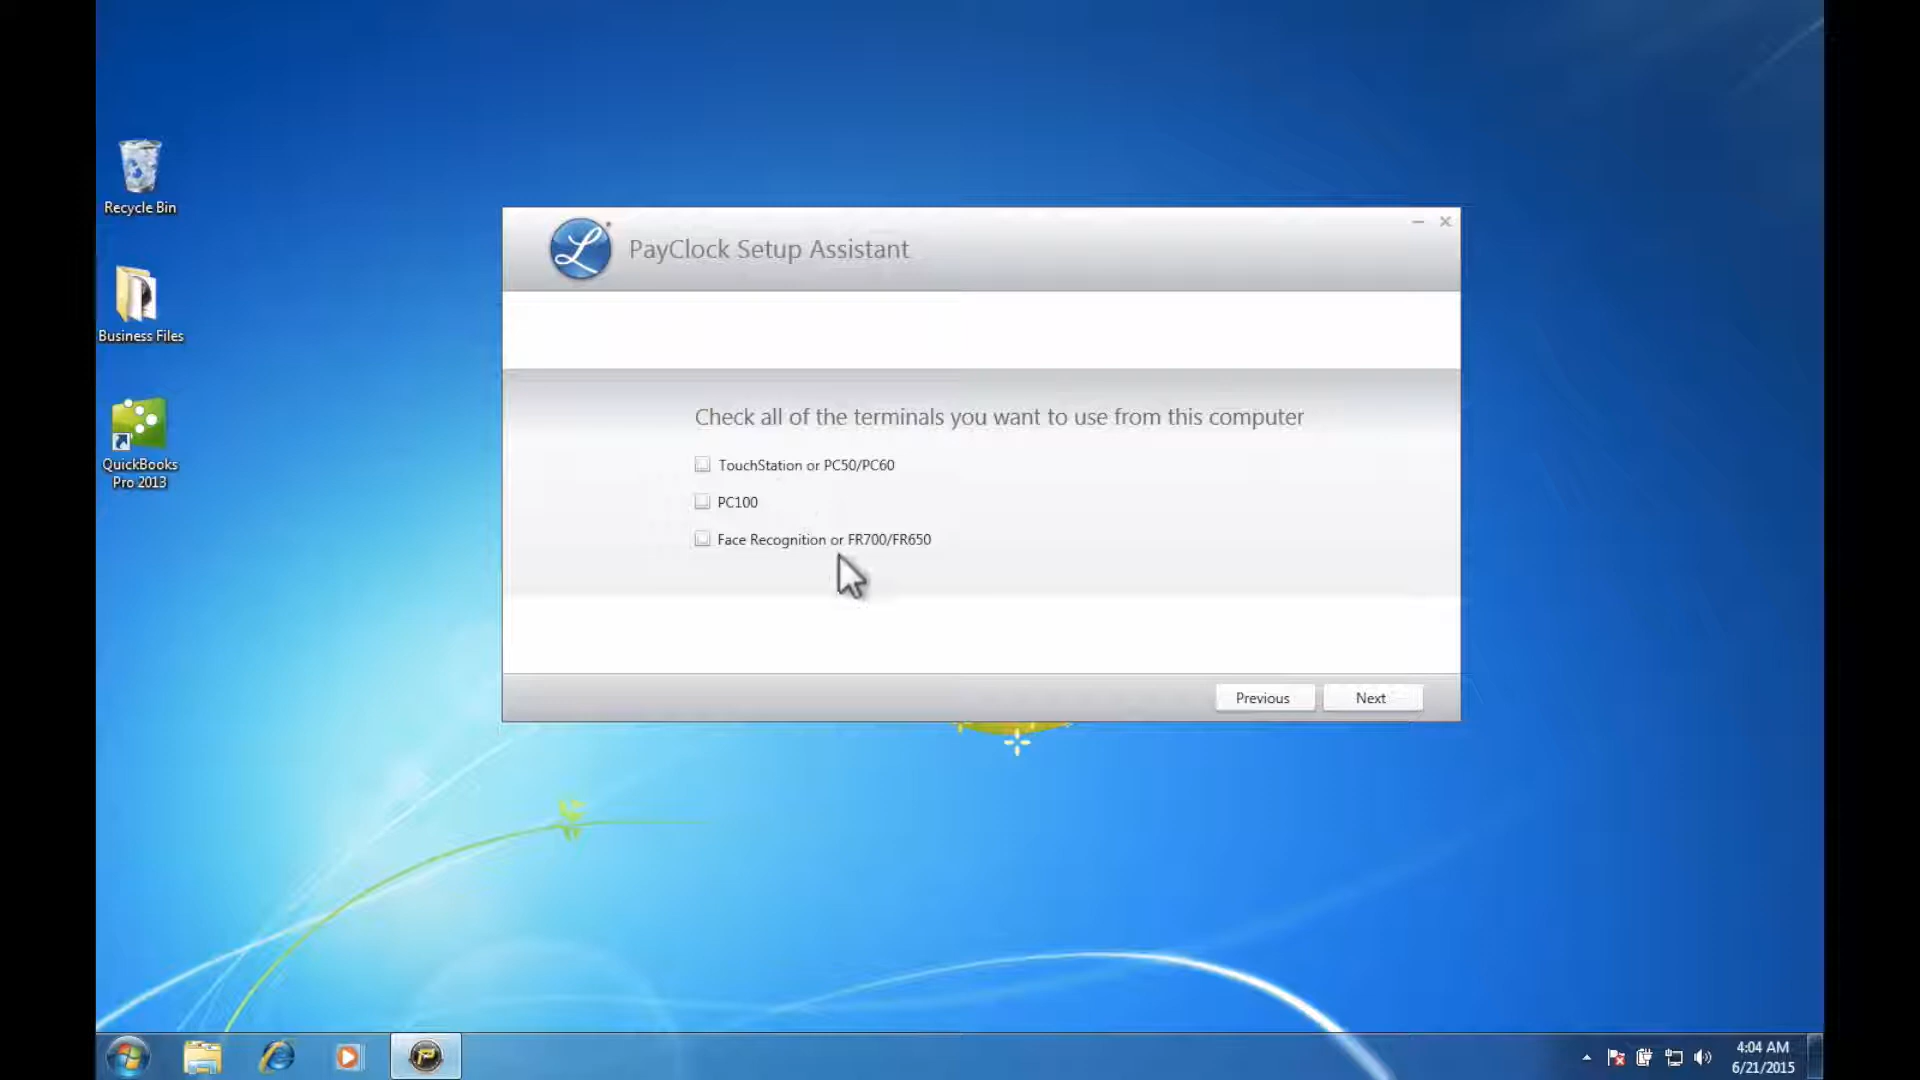 Recycle Bin
Business Files
QuickBooks
Pro 2013
PayClock Setup Assistant
Check all of the terminals you want to use from this computer
TouchStation or PC50/PC60
PC100
Face Recognition or FR700/FR650
Previous
Next
4:04 AM
6/21/2015